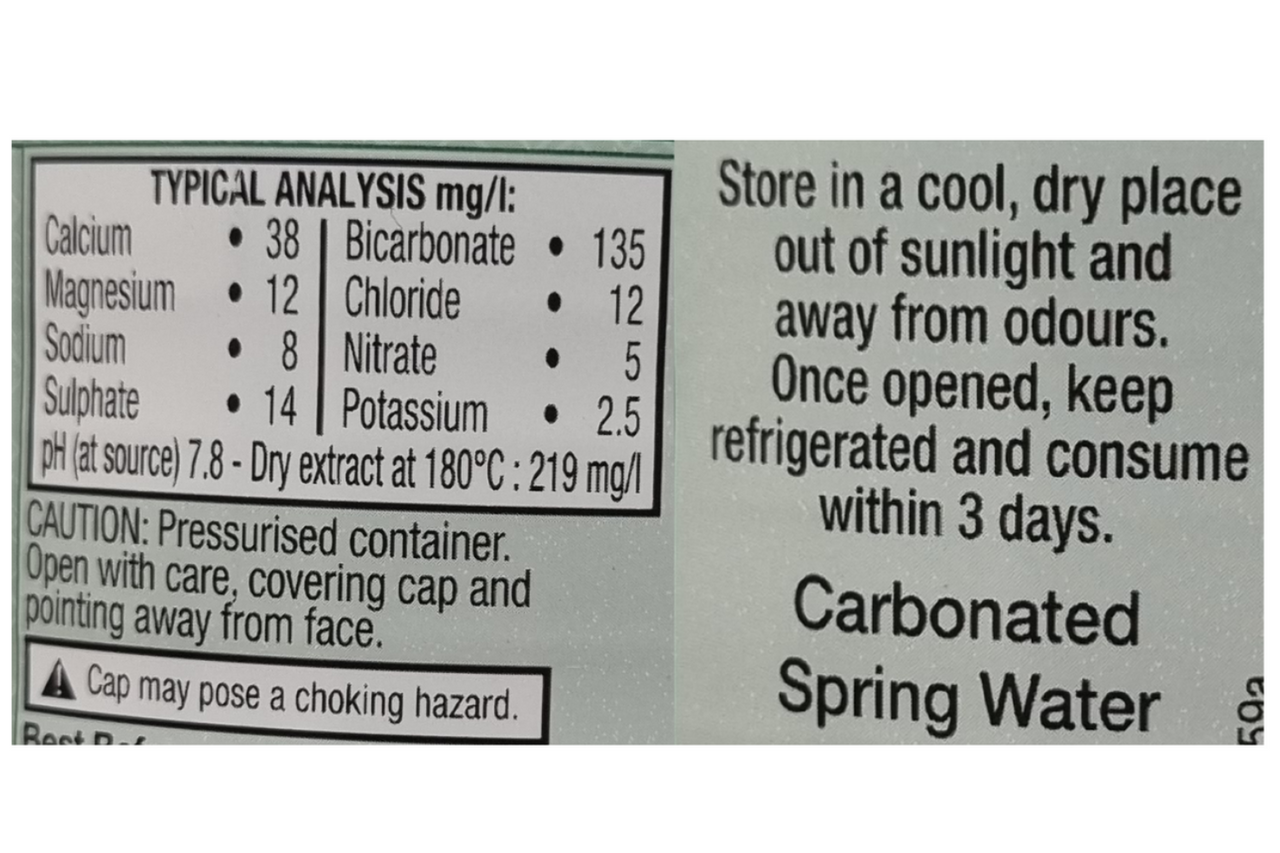 TYPICAL ANALYSIS mg/l:
Calcium • 38 | Bicarbonate • 135
Magnesium • 12 | Chloride • 12
Sodium • 8 | Nitrate • 5
Sulphate • 14 | Potassium • 2.5
pH (at source) 7.8 - Dry extract at 180°C : 219 mg/l
CAUTION: Pressurised container.
Open with care, covering cap and
pointing away from face.
Cap may pose a choking hazard.
Best
Store in a cool, dry place
out of sunlight and
away from odours.
Once opened, keep
refrigerated and consume
within 3 days.
Carbonated
Spring Water